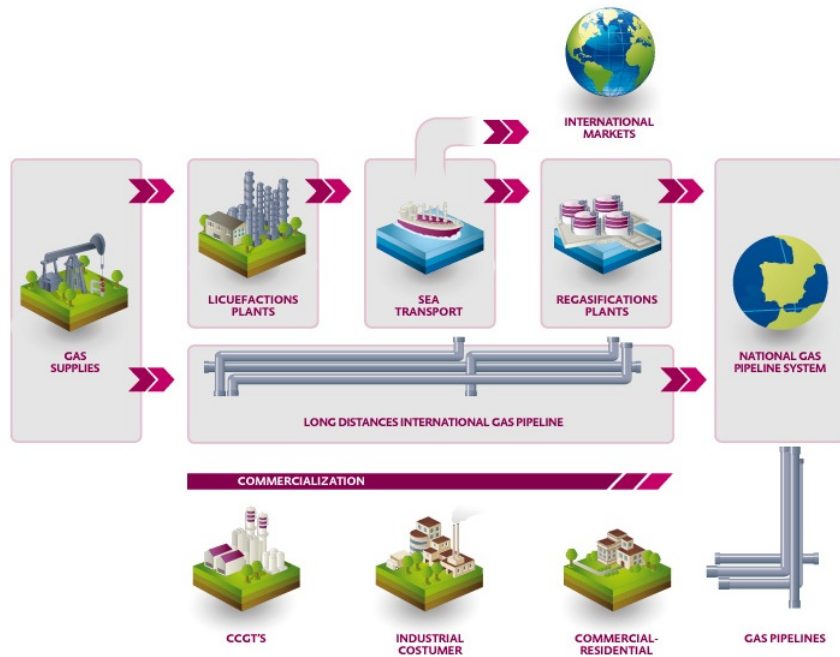 INTERNATIONAL
MARKETS
GAS
SUPPLIES
LICUEFACTIONS
PLANTS
SEA
TRANSPORT
REGASIFICATIONS
PLANTS
NATIONAL GAS
PIPELINE SYSTEM
LONG DISTANCES INTERNATIONAL GAS PIPELINE
COMMERCIALIZATION
CCGT'S
INDUSTRIAL
COSTUMER
COMMERCIAL-
RESIDENTIAL
GAS PIPELINES